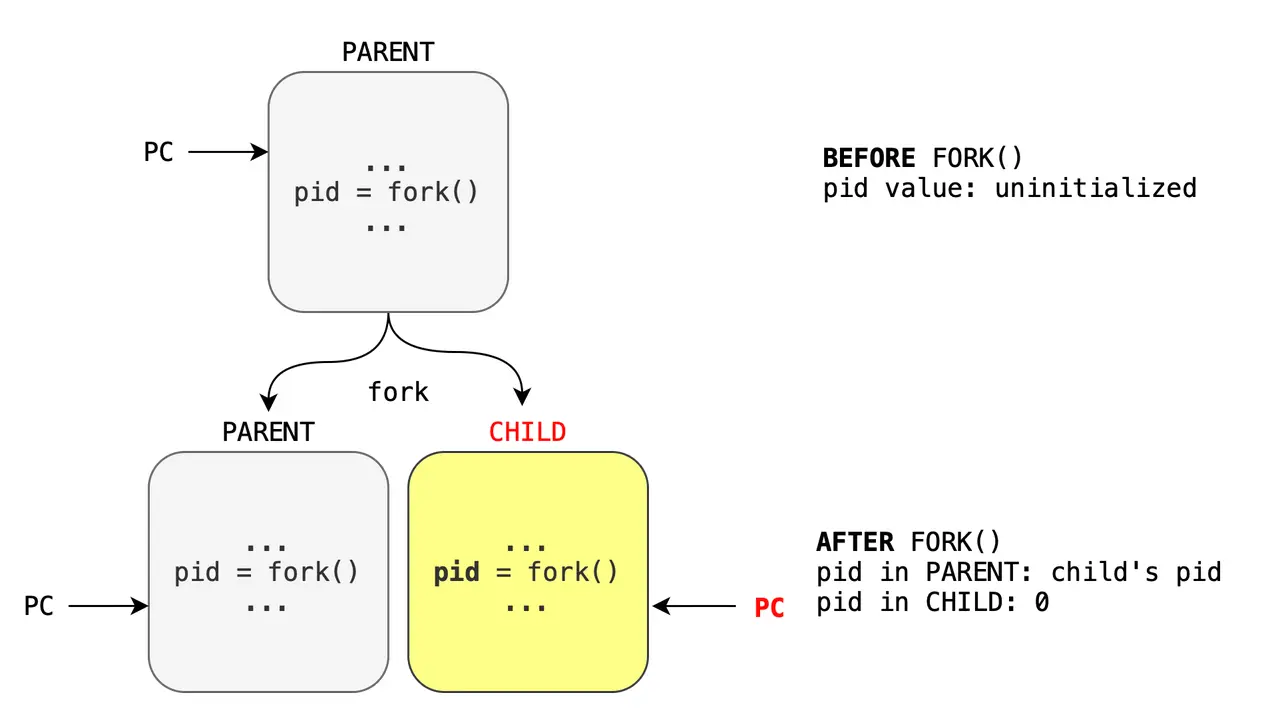 PARENT
PC
...
pid = fork()
...
BEFORE FORK()
pid value: uninitialized
fork
PARENT
CHILD
...
pid = fork()
...
PC
...
pid = fork()
...
PC
AFTER FORK()
pid in PARENT: child's pid
pid in CHILD: 0